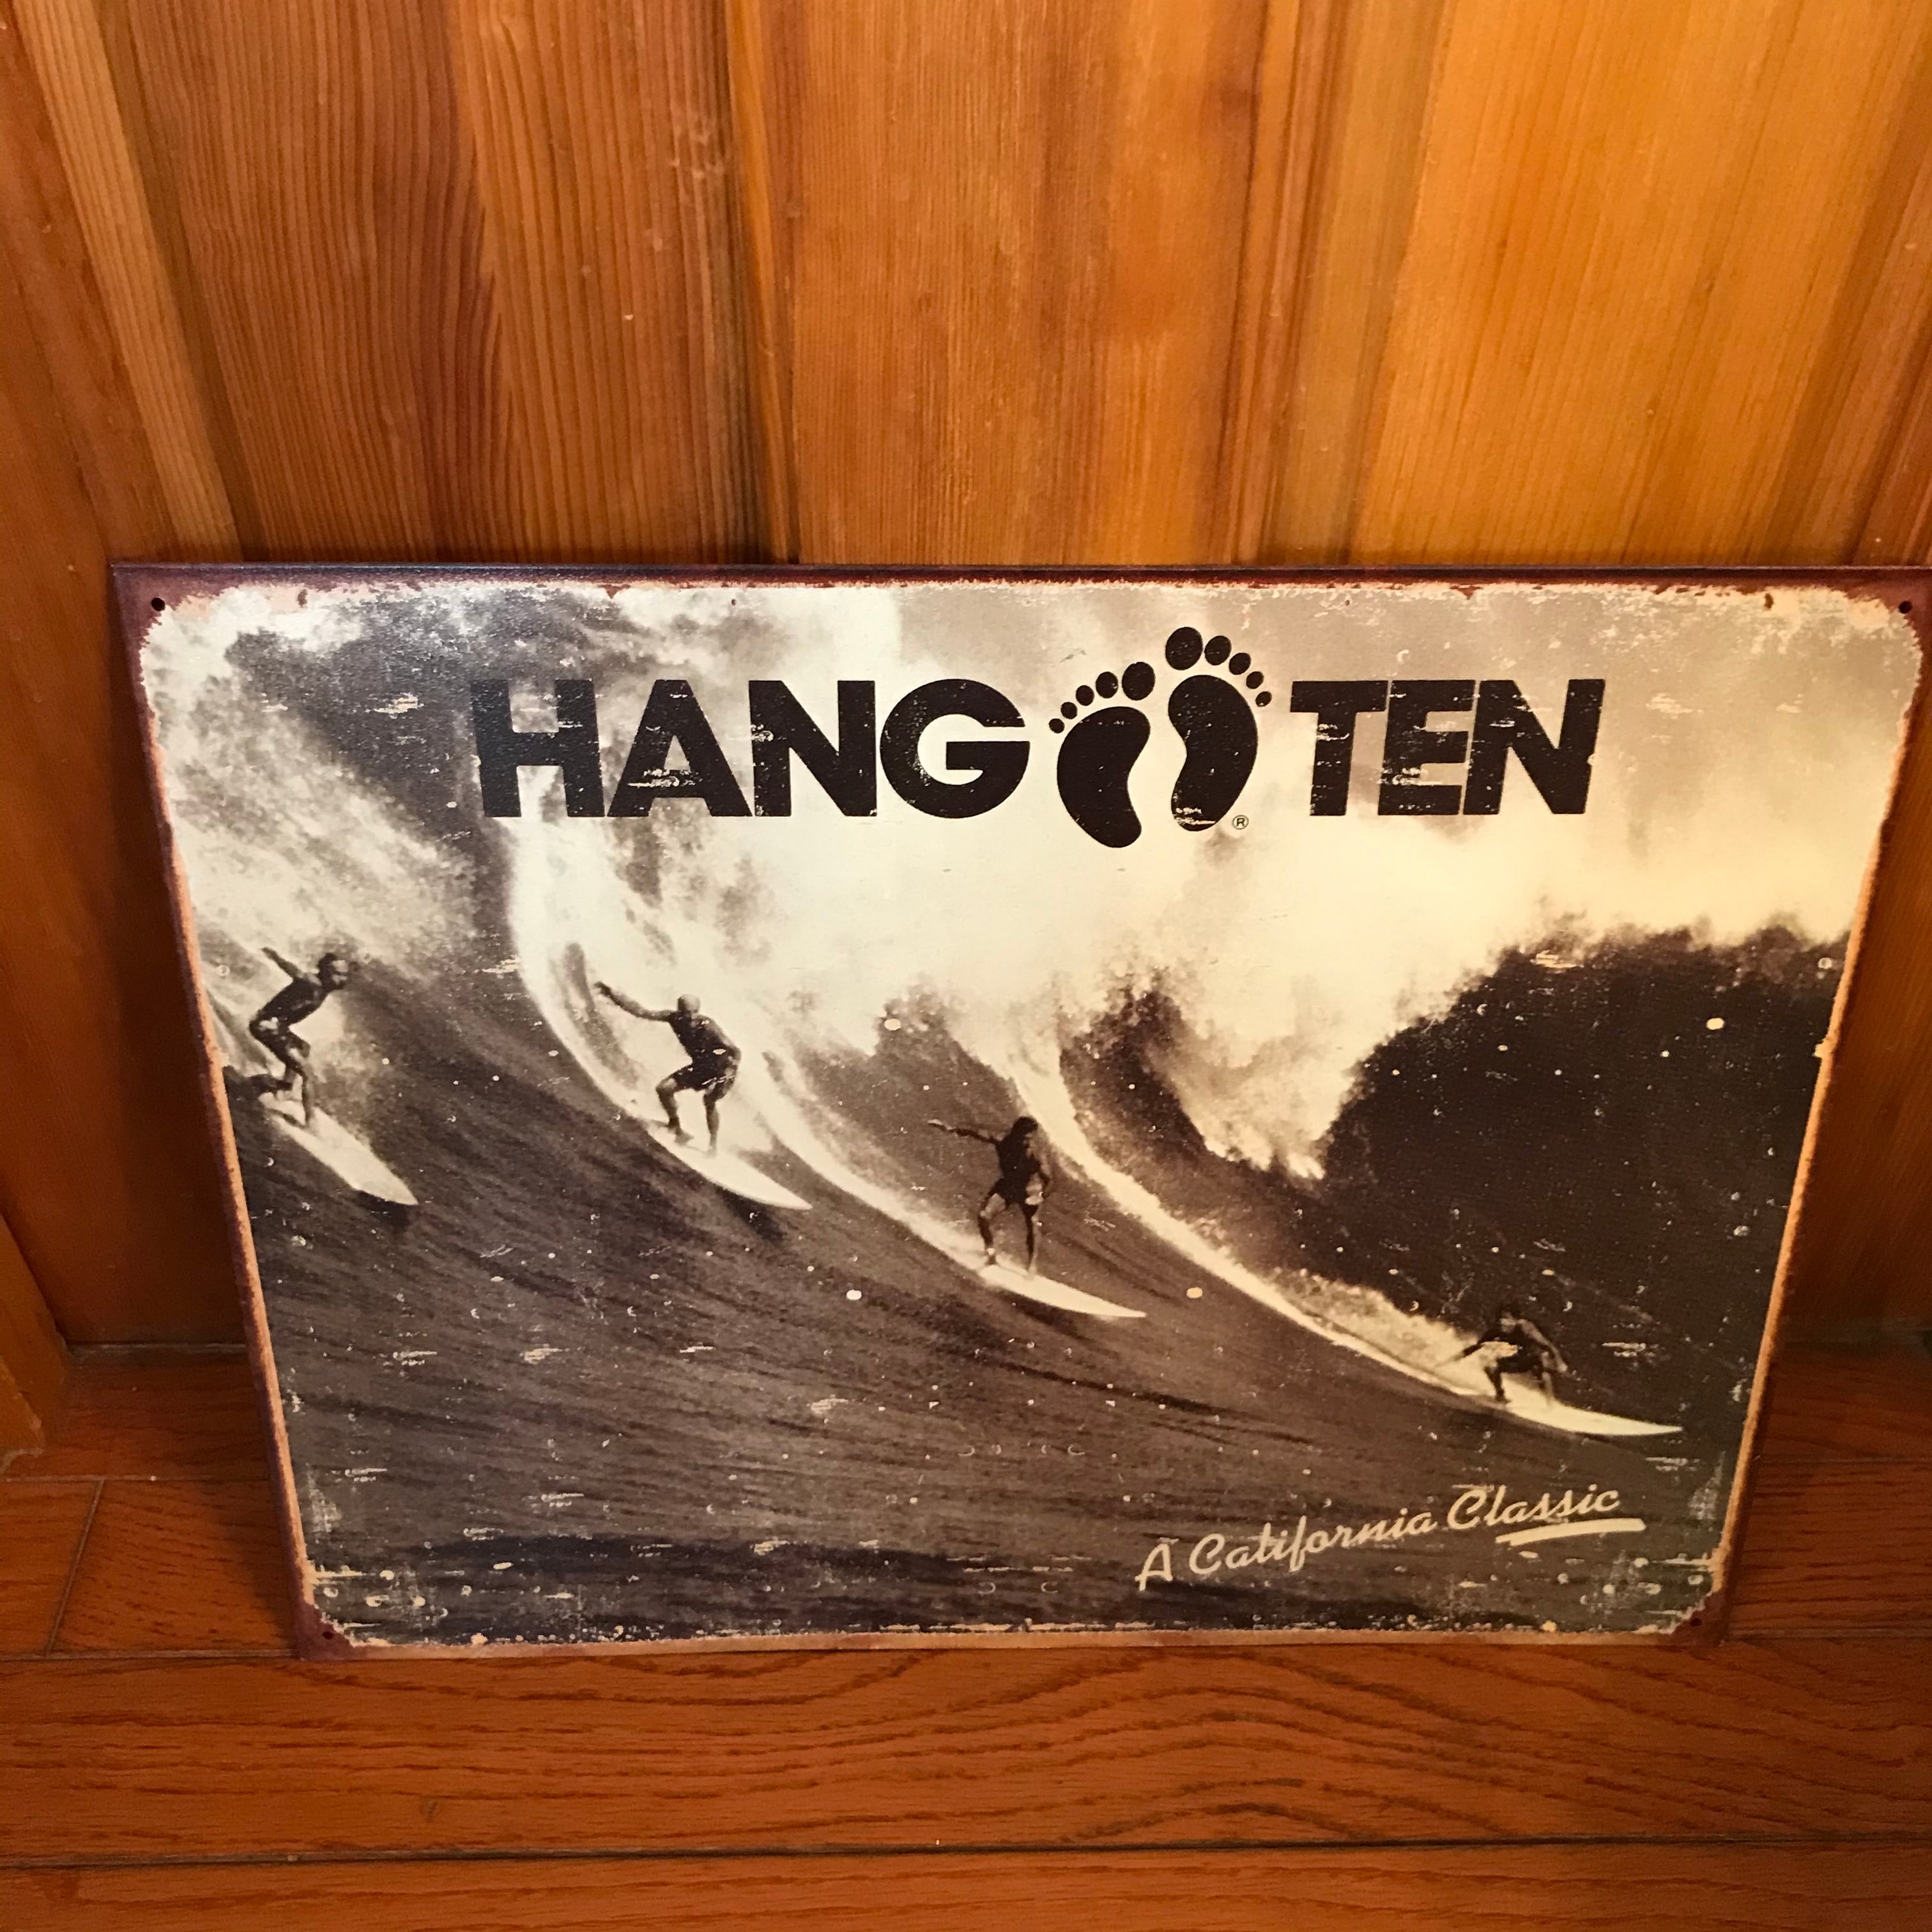 HANG TEN
®
A California Classic